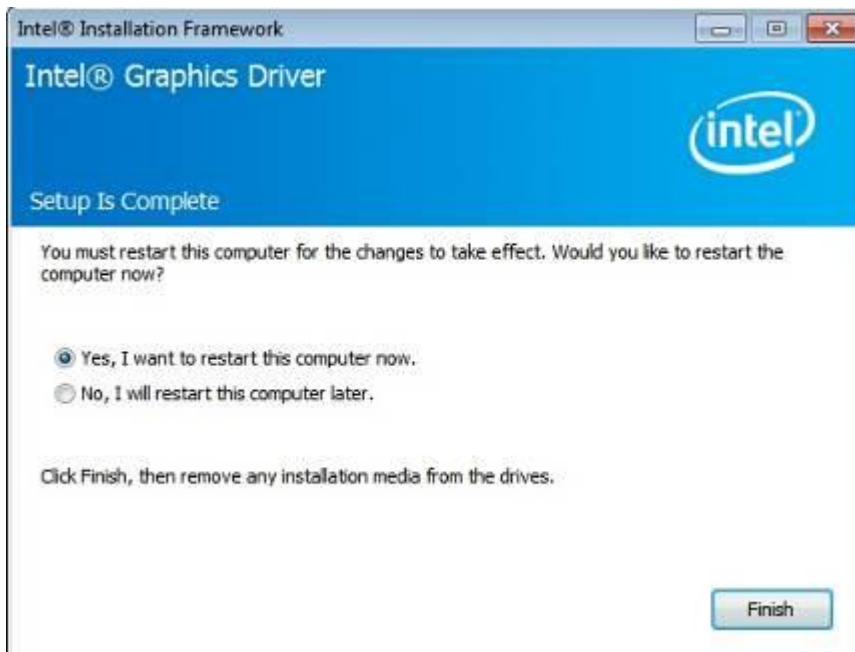 Intel® Installation Framework
Intel® Graphics Driver
intel
Setup Is Complete
You must restart this computer for the changes to take effect. Would you like to restart the
computer now?
Yes, I want to restart this computer now.
No, I will restart this computer later.
Click Finish, then remove any installation media from the drives.
Finish